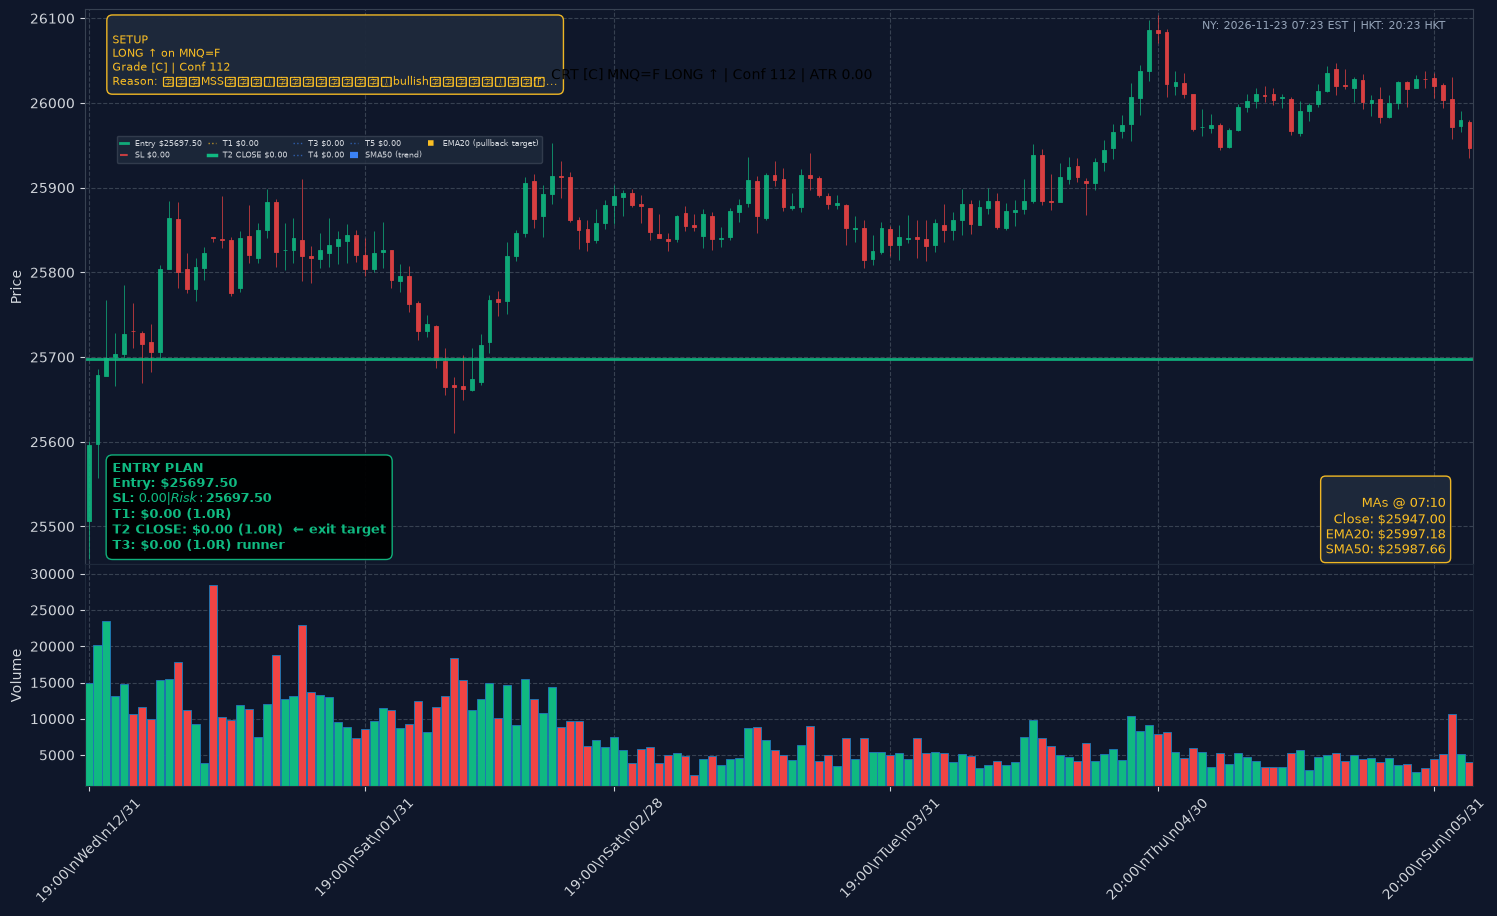 NY: 2026-11-23 07:23 EST | HKT: 20:23 HKT
SETUP
LONG ↑ on MNQ=F
Grade [C] | Conf 112
Reason: MSS bullish ...
CRT [C] MNQ=F LONG ↑ | Conf 112 | ATR 0.00
Entry $25697.50
SL $0.00
T1 $0.00
T2 CLOSE $0.00
T3 $0.00
T4 $0.00
T5 $0.00
SMA50 (trend)
EMA20 (pullback target)
Price
26100
26000
25900
25800
25700
25600
25500
ENTRY PLAN
Entry: $25697.50
SL: 0.00|Risk:25697.50
T1: $0.00 (1.0R)
T2 CLOSE: $0.00 (1.0R) ← exit target
T3: $0.00 (1.0R) runner
MAs @ 07:10
Close: $25947.00
EMA20: $25997.18
SMA50: $25987.66
Volume
30000
25000
20000
15000
10000
5000
19:00\nWed\n12/31
19:00\nSat\n01/31
19:00\nSat\n02/28
19:00\nTue\n03/31
20:00\nThu\n04/30
20:00\nSun\n05/31